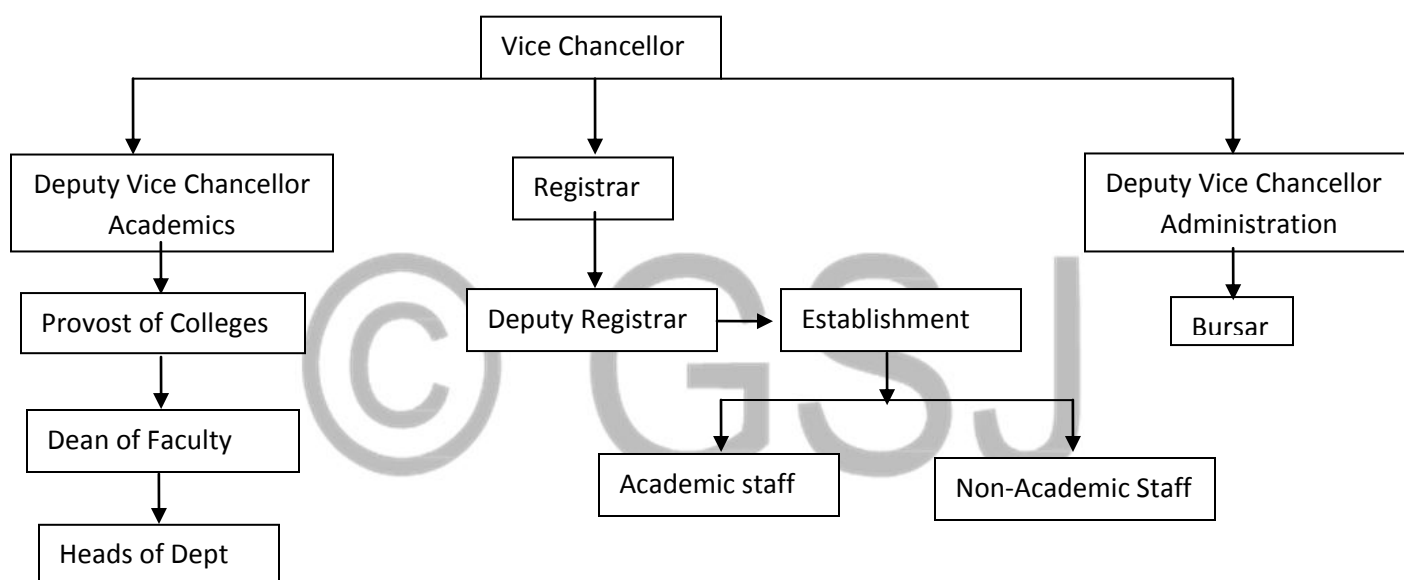 Vice Chancellor
Deputy Vice Chancellor
Academics
Registrar
Deputy Vice Chancellor
Administration
Provost of Colleges
Deputy Registrar
Establishment
Bursar
Dean of Faculty
Academic staff
Non-Academic Staff
Heads of Dept
© GSJ